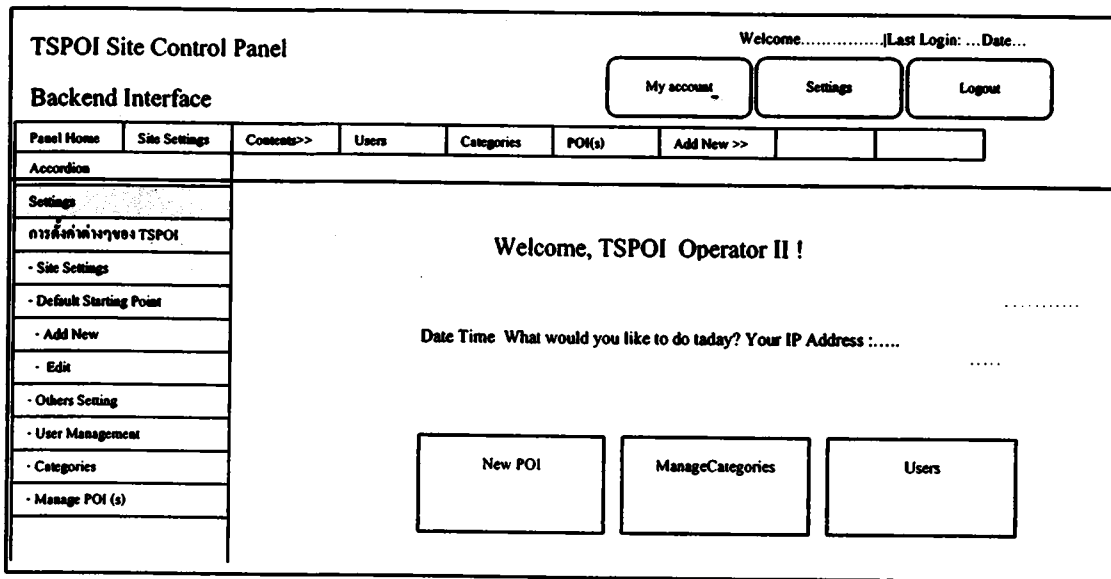 TSPOI Site Control Panel
Welcome................|Last Login: ...Date...
Backend Interface
My account
Settings
Logout
Panel Home Site Settings Contents>> Users Categories POI(s) Add New >>
Accordion
Settings
การตั้งค่าต่างๆของ TSPOI
- Site Settings
- Default Starting Point
- Add New
- Edit
- Others Setting
- User Management
- Categories
- Manage POI (s)
Welcome, TSPOI Operator II !
Date Time What would you like to do taday? Your IP Address :.....
New POI
ManageCategories
Users